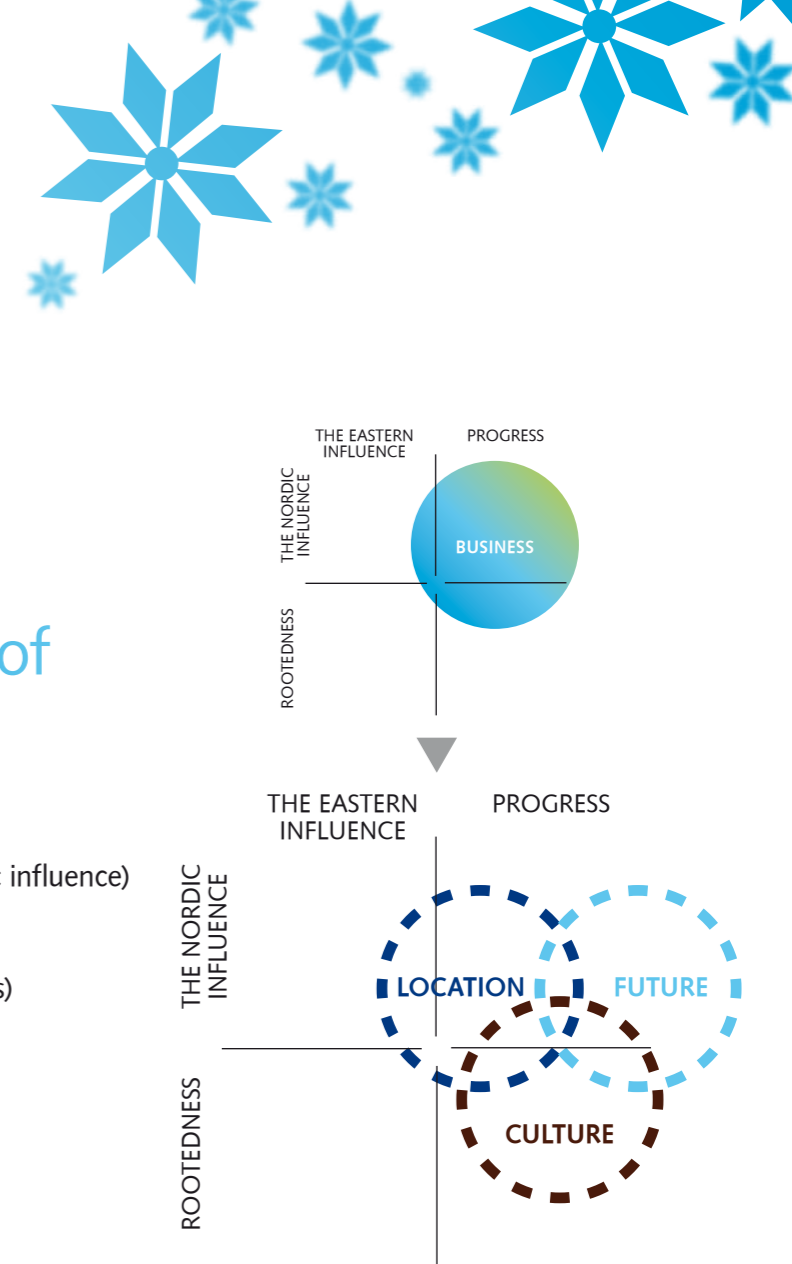 THE EASTERN
INFLUENCE
PROGRESS
THE NORDIC
INFLUENCE
BUSINESS
ROOTEDNESS
of
THE EASTERN
INFLUENCE
PROGRESS
influence)
THE NORDIC
INFLUENCE
LOCATION
FUTURE
ROOTEDNESS
CULTURE